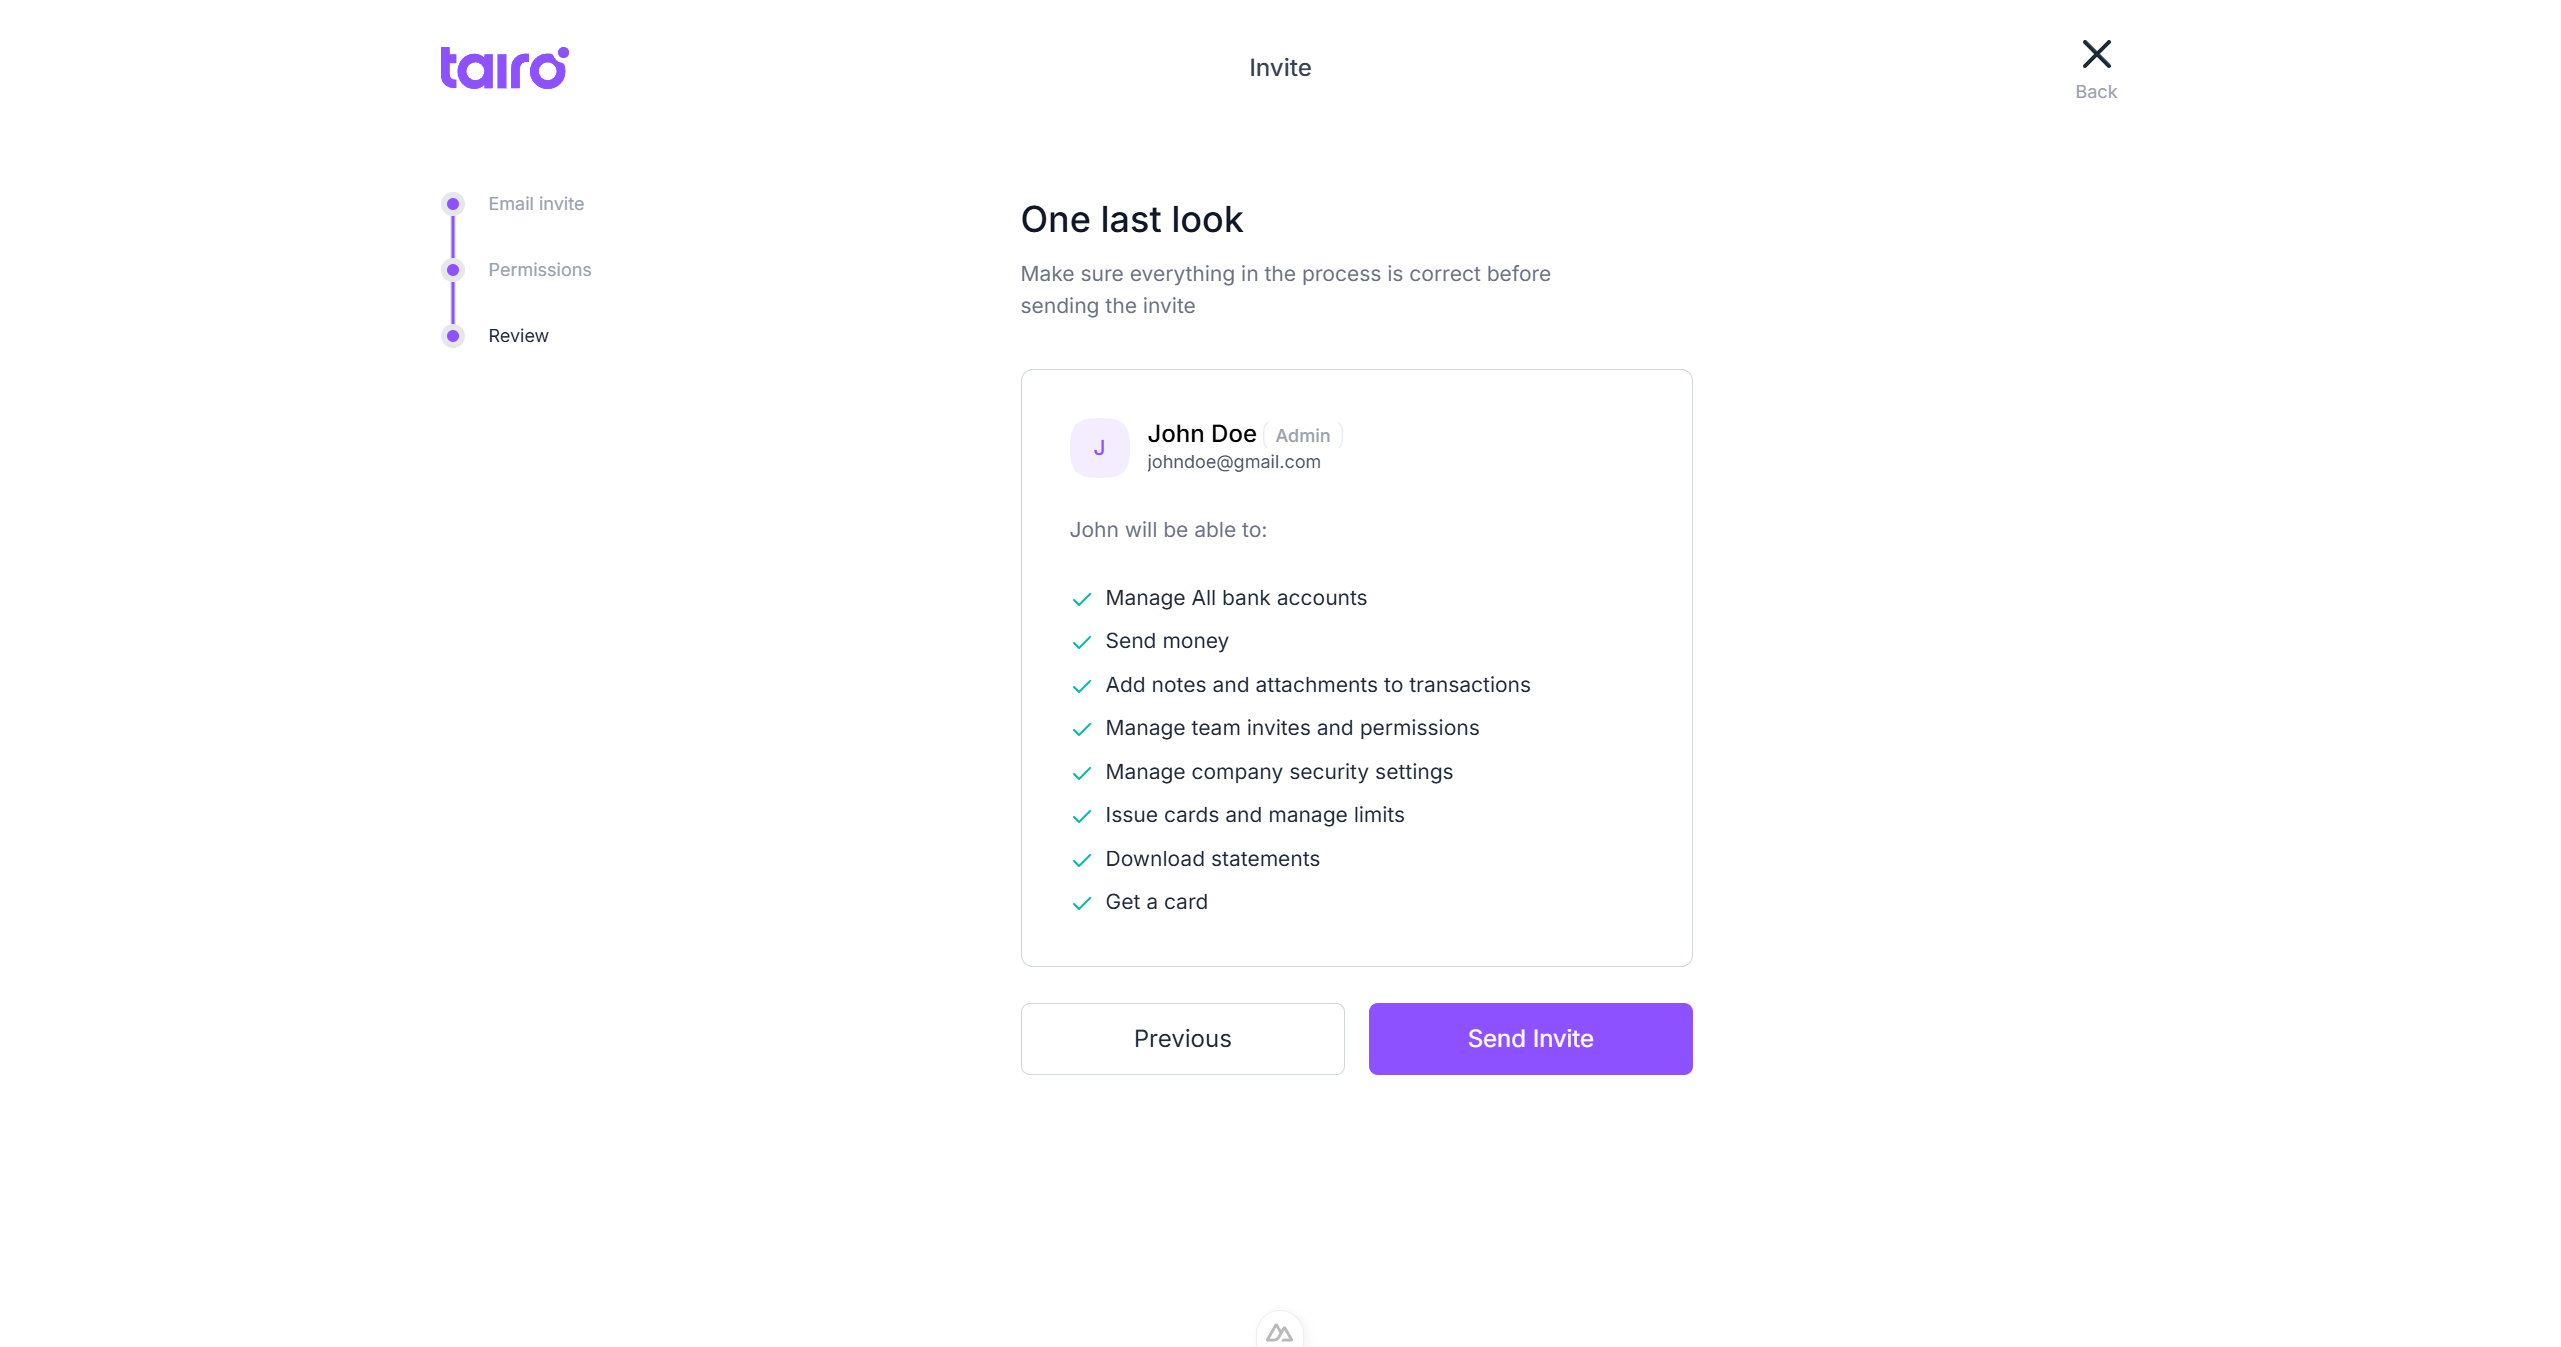 tairo
Invite
Back
Email invite
Permissions
Review
One last look
Make sure everything in the process is correct before
sending the invite
J
John Doe Admin
johndoe@gmail.com
John will be able to:
Manage All bank accounts
Send money
Add notes and attachments to transactions
Manage team invites and permissions
Manage company security settings
Issue cards and manage limits
Download statements
Get a card
Previous
Send Invite